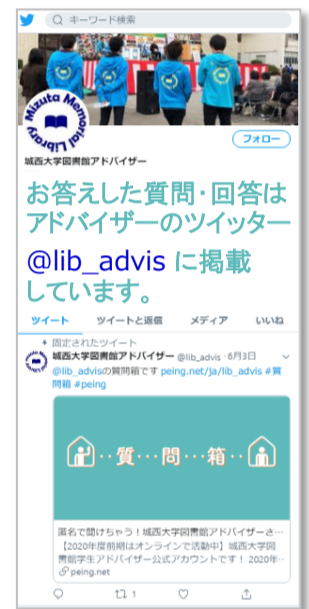 キーワード検索
Mizuta Memorial Library
フォロー
城西大学図書館アドバイザー
お答えした質問・回答は
アドバイザーのツイッター
@lib_advis に掲載
しています。
ツイート ツイートと返信 メディア いいね
固定されたツイート
城西大学図書館アドバイザー @lib_advis・6月3日
@lib_advisの質問箱です peing.net/ja/lib_advis #質
問箱 #peing
‥質…問…箱‥
匿名で聞けちゃう！城西大学図書館アドバイザーさ…
【2020年度前期はオンラインで活動中】城西大学図
書館学生アドバイザー公式アカウントです！ 2020年…
peing.net
1